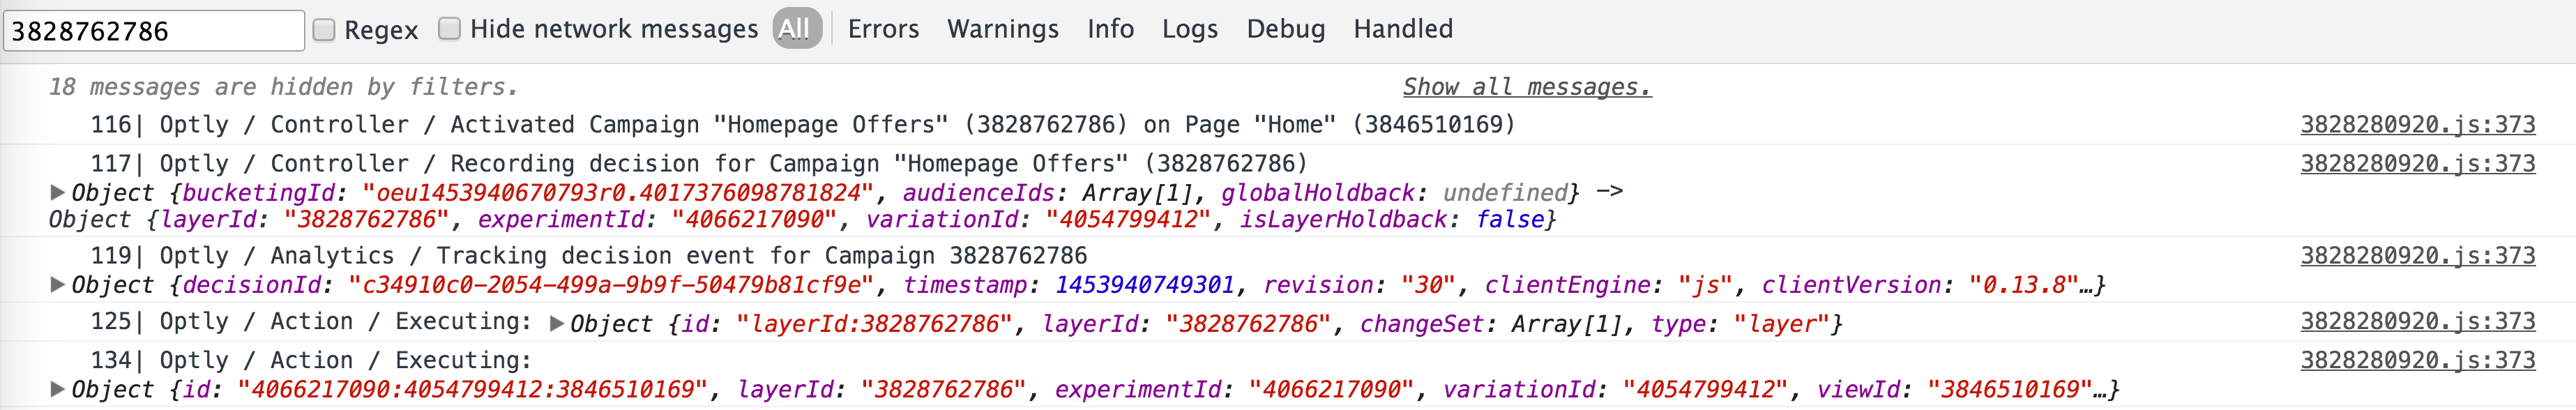 3828762786 Regex Hide network messages All Errors Warnings Info Logs Debug Handled
18 messages are hidden by filters. Show all messages.
116| Optly / Controller / Activated Campaign "Homepage Offers" (3828762786) on Page "Home" (3846510169) 3828280920.js:373
117| Optly / Controller / Recording decision for Campaign "Homepage Offers" (3828762786) 3828280920.js:373
▶Object {bucketingId: "oeu1453940670793r0.4017376098781824", audienceIds: Array[1], globalHoldback: undefined} —>
Object {layerId: "3828762786", experimentId: "4066217090", variationId: "4054799412", isLayerHoldback: false}
119| Optly / Analytics / Tracking decision event for Campaign 3828762786 3828280920.js:373
▶Object {decisionId: "c34910c0-2054-499a-9b9f-50479b81cf9e", timestamp: 1453940749301, revision: "30", clientEngine: "js", clientVersion: "0.13.8"…}
125| Optly / Action / Executing: ▶Object {id: "layerId:3828762786", layerId: "3828762786", changeSet: Array[1], type: "layer"} 3828280920.js:373
134| Optly / Action / Executing: 3828280920.js:373
▶Object {id: "4066217090:4054799412:3846510169", layerId: "3828762786", experimentId: "4066217090", variationId: "4054799412", viewId: "3846510169"…}